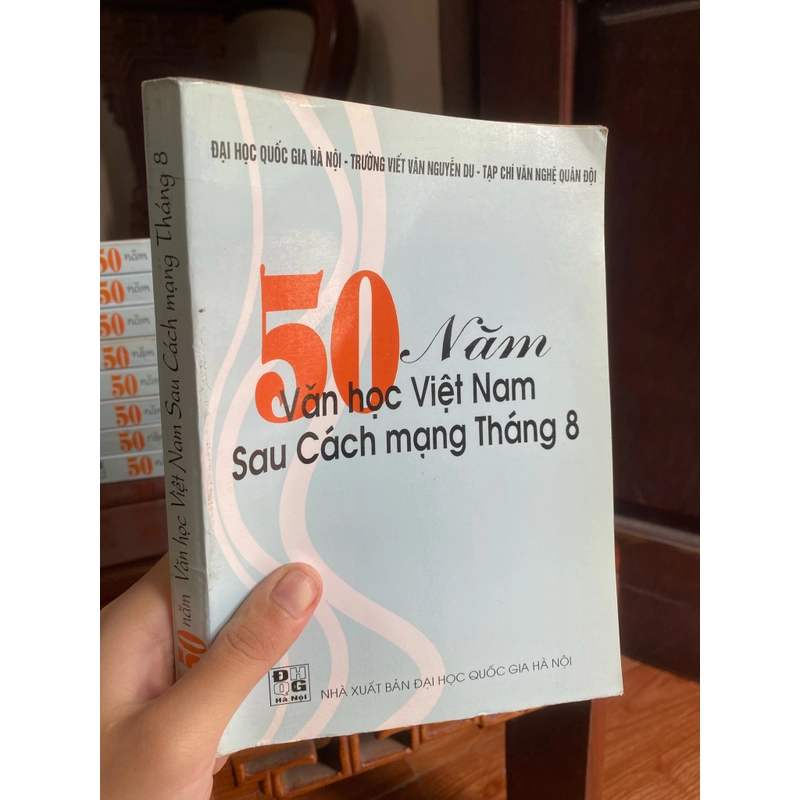 ĐẠI HỌC QUỐC GIA HÀ NỘI - TRƯỜNG VIẾT VĂN NGUYỄN DU - TẠP CHÍ VĂN NGHỆ QUÂN ĐỘI
50 Năm
Văn học Việt Nam
Sau Cách mạng Tháng 8
ĐH
QG
Hà Nội
NHÀ XUẤT BẢN ĐẠI HỌC QUỐC GIA HÀ NỘI
50 năm Văn học Việt Nam Sau Cách mạng Tháng 8
50 năm
50 năm
50 năm
50 năm
50 năm
50 năm
50 năm
50